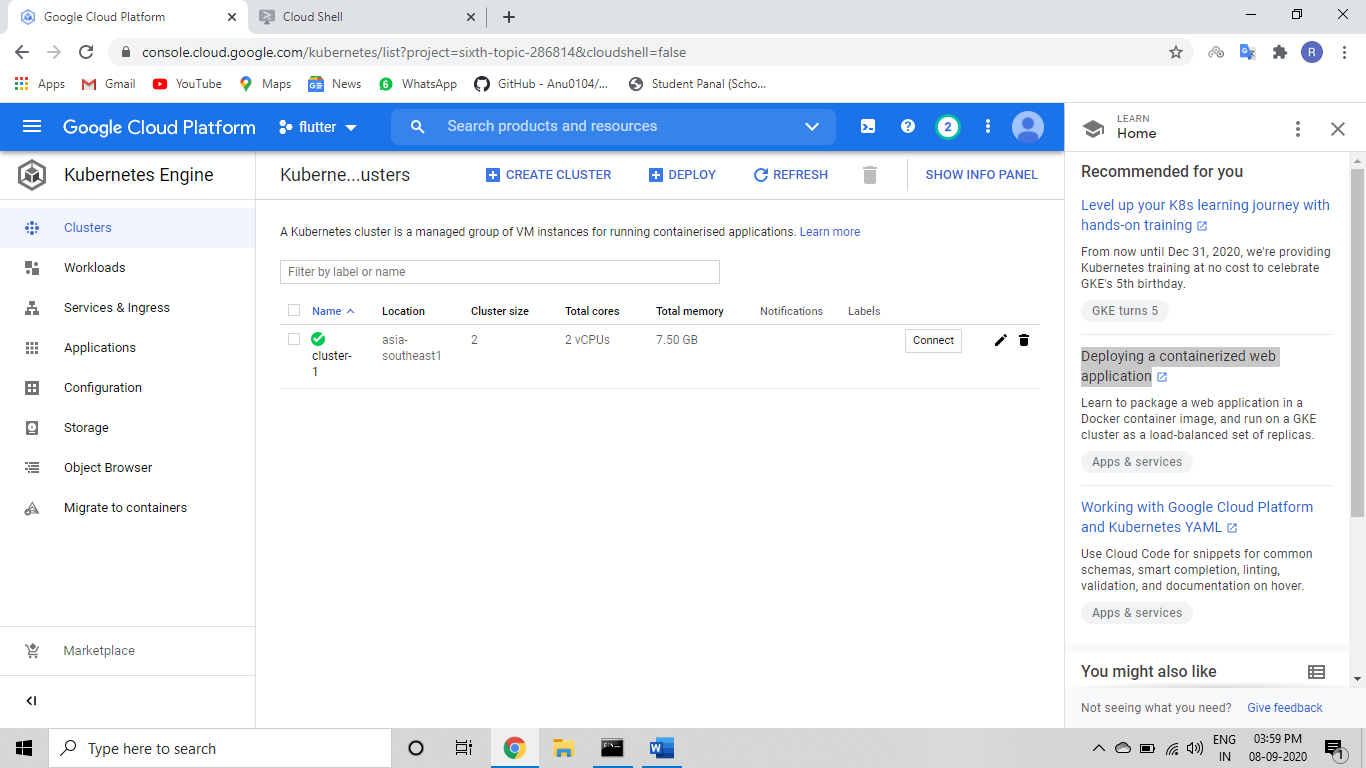 Google Cloud Platform
Cloud Shell
console.cloud.google.com/kubernetes/list?project=sixth-topic-286814&cloudshell=false
R
Apps
Gmail
YouTube
Maps
News
WhatsApp
GitHub - Anu0104/...
Student Panal (Scho...
Google Cloud Platform
flutter
Search products and resources
2
LEARN
Home
Kubernetes Engine
Kuberne...usters
CREATE CLUSTER
DEPLOY
REFRESH
SHOW INFO PANEL
Clusters
Workloads
Services & Ingress
Applications
Configuration
Storage
Object Browser
Migrate to containers
Marketplace
A Kubernetes cluster is a managed group of VM instances for running containerised applications. Learn more
Filter by label or name
Name Location Cluster size Total cores Total memory Notifications Labels
cluster-1 asia-southeast1 2 2 vCPUs 7.50 GB Connect
Recommended for you
Level up your K8s learning journey with
hands-on training
From now until Dec 31, 2020, we're providing
Kubernetes training at no cost to celebrate
GKE's 5th birthday.
GKE turns 5
Deploying a containerized web
application
Learn to package a web application in a
Docker container image, and run on a GKE
cluster as a load-balanced set of replicas.
Apps & services
Working with Google Cloud Platform
and Kubernetes YAML
Use Cloud Code for snippets for common
schemas, smart completion, linting,
validation, and documentation on hover.
Apps & services
You might also like
Not seeing what you need? Give feedback
Type here to search
ENG
IN
03:59 PM
08-09-2020
1